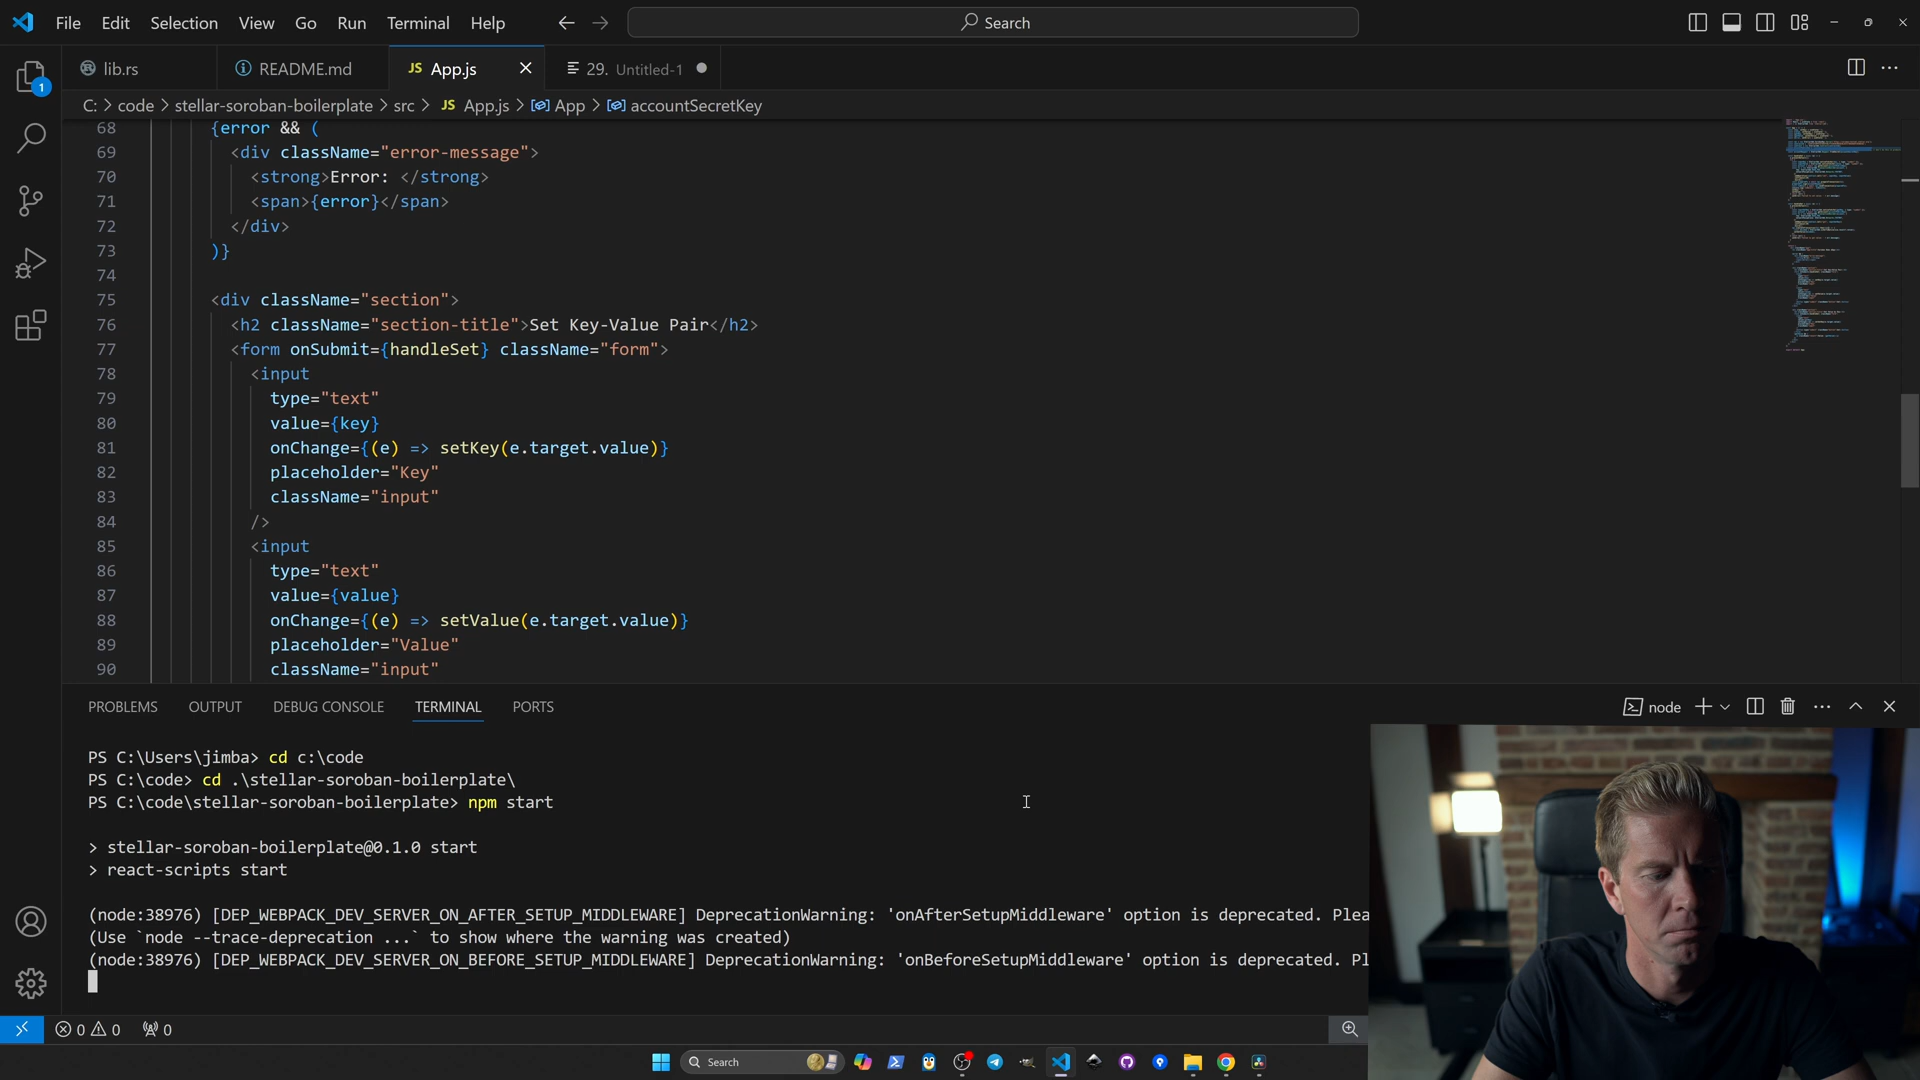 File Edit Selection View Go Run Terminal Help
Search
lib.rs
README.md
JS App.js
29. Untitled-1
C: > code > stellar-soroban-boilerplate > src > JS App.js > App > accountSecretKey
1
68 {error && (
69 <div className="error-message">
70 <strong>Error: </strong>
71 <span>{error}</span>
72 </div>
73 )}
74
75 <div className="section">
76 <h2 className="section-title">Set Key-Value Pair</h2>
77 <form onSubmit={handleSet} className="form">
78 <input
79 type="text"
80 value={key}
81 onChange={(e) => setKey(e.target.value)}
82 placeholder="Key"
83 className="input"
84 />
85 <input
86 type="text"
87 value={value}
88 onChange={(e) => setValue(e.target.value)}
89 placeholder="Value"
90 className="input"
PROBLEMS OUTPUT DEBUG CONSOLE TERMINAL PORTS
node
PS C:\Users\jimba> cd c:\code
PS C:\code> cd .\stellar-soroban-boilerplate\
PS C:\code\stellar-soroban-boilerplate> npm start
> stellar-soroban-boilerplate@0.1.0 start
> react-scripts start
(node:38976) [DEP_WEBPACK_DEV_SERVER_ON_AFTER_SETUP_MIDDLEWARE] DeprecationWarning: 'onAfterSetupMiddleware' option is deprecated. Plea
(Use `node --trace-deprecation ...` to show where the warning was created)
(node:38976) [DEP_WEBPACK_DEV_SERVER_ON_BEFORE_SETUP_MIDDLEWARE] DeprecationWarning: 'onBeforeSetupMiddleware' option is deprecated. Pl
0 0 0
Search